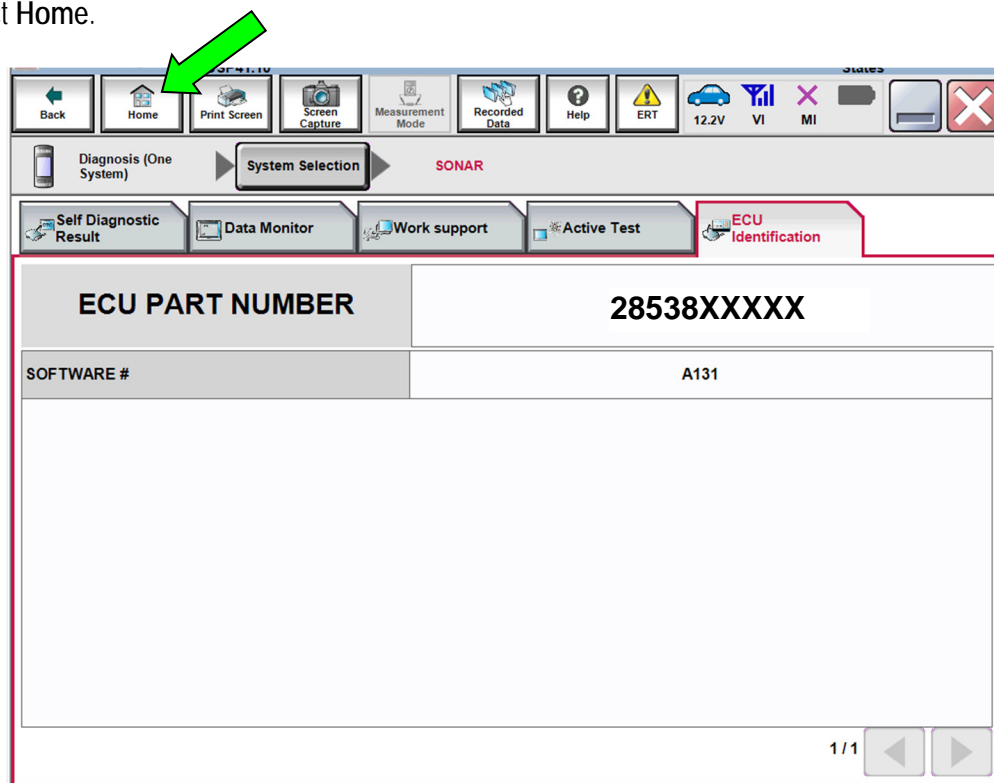 t Home.
States
Back
Home
Print Screen
Screen
Capture
Measurement
Mode
Recorded
Data
Help
ERT
12.2V
VI
MI
Diagnosis (One
System)
System Selection
SONAR
Self Diagnostic
Result
Data Monitor
Work support
Active Test
ECU
Identification
ECU PART NUMBER
28538XXXXX
SOFTWARE #
A131
1/1